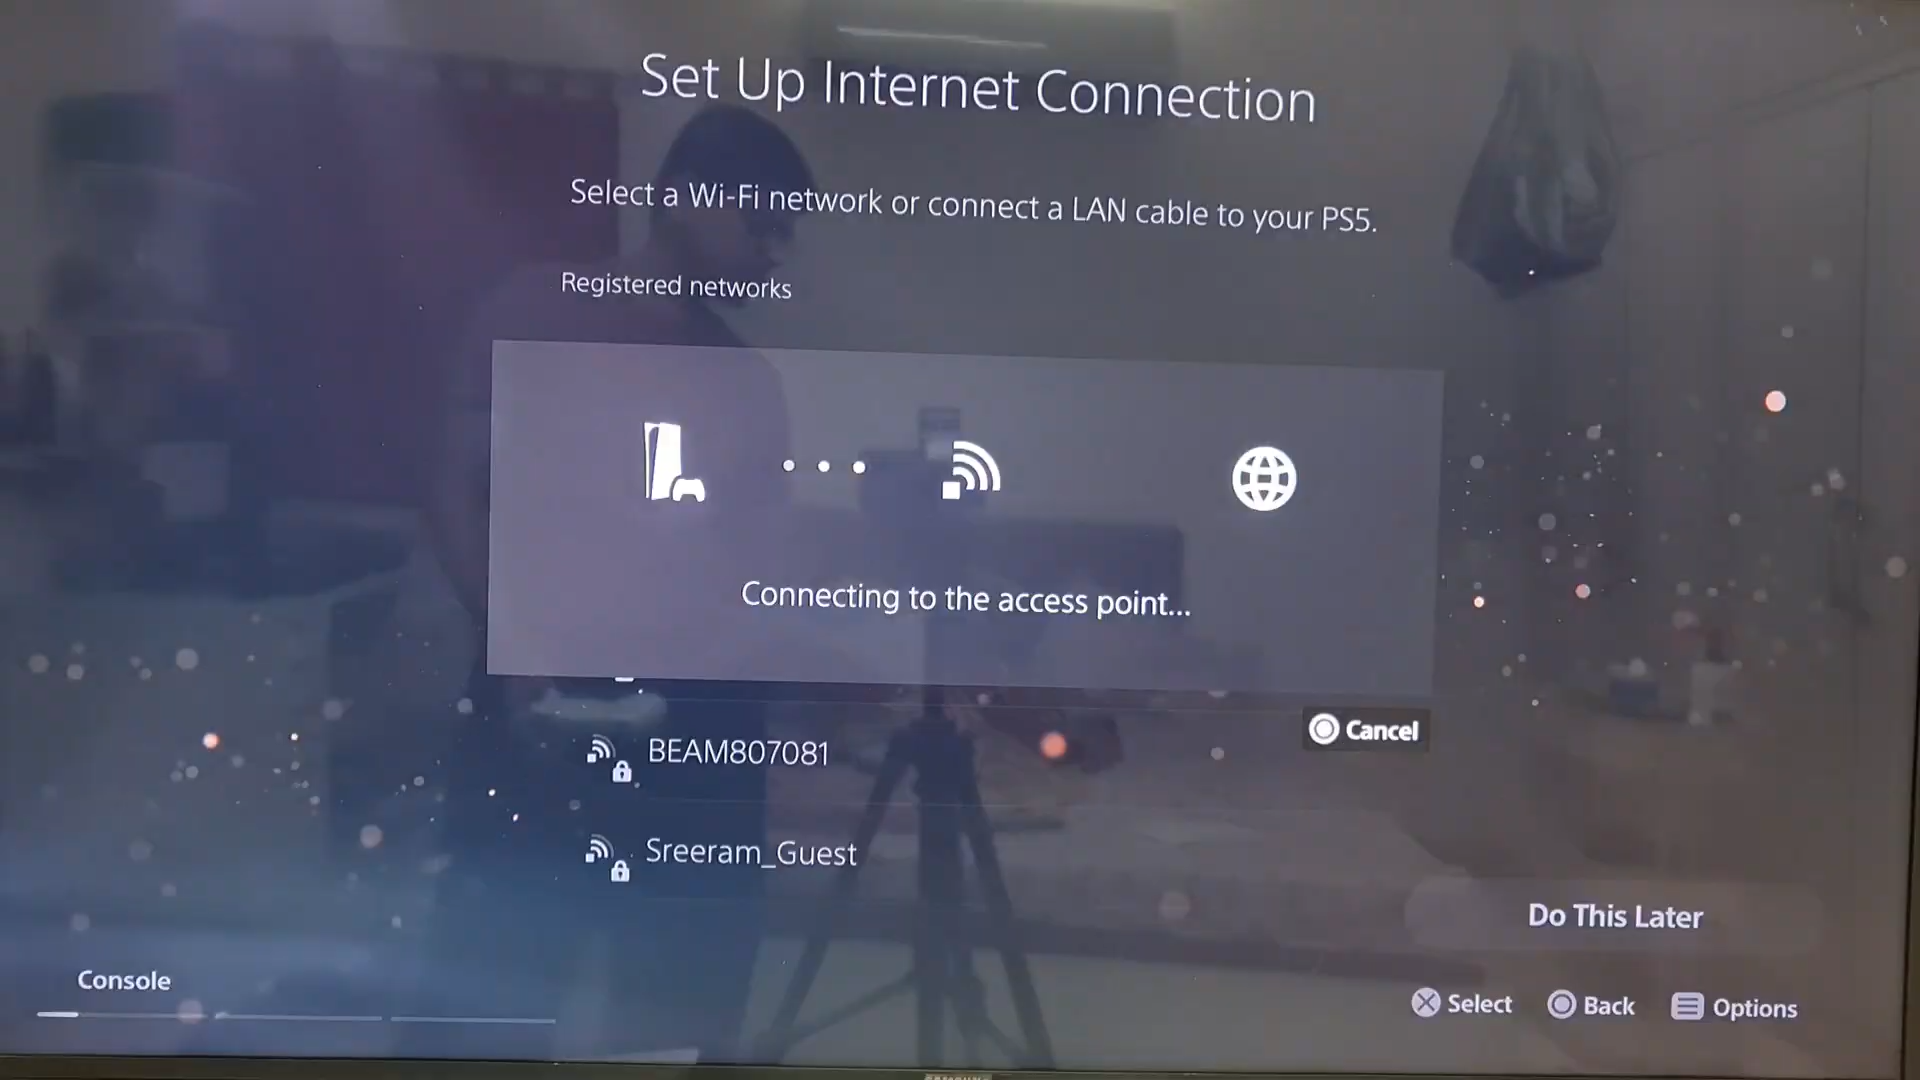 Set Up Internet Connection
Select a Wi-Fi network or connect a LAN cable to your PS5.
Registered networks
Connecting to the access point...
Cancel
BEAM807081
Sreeram_Guest
Do This Later
Console
Select
Back
Options